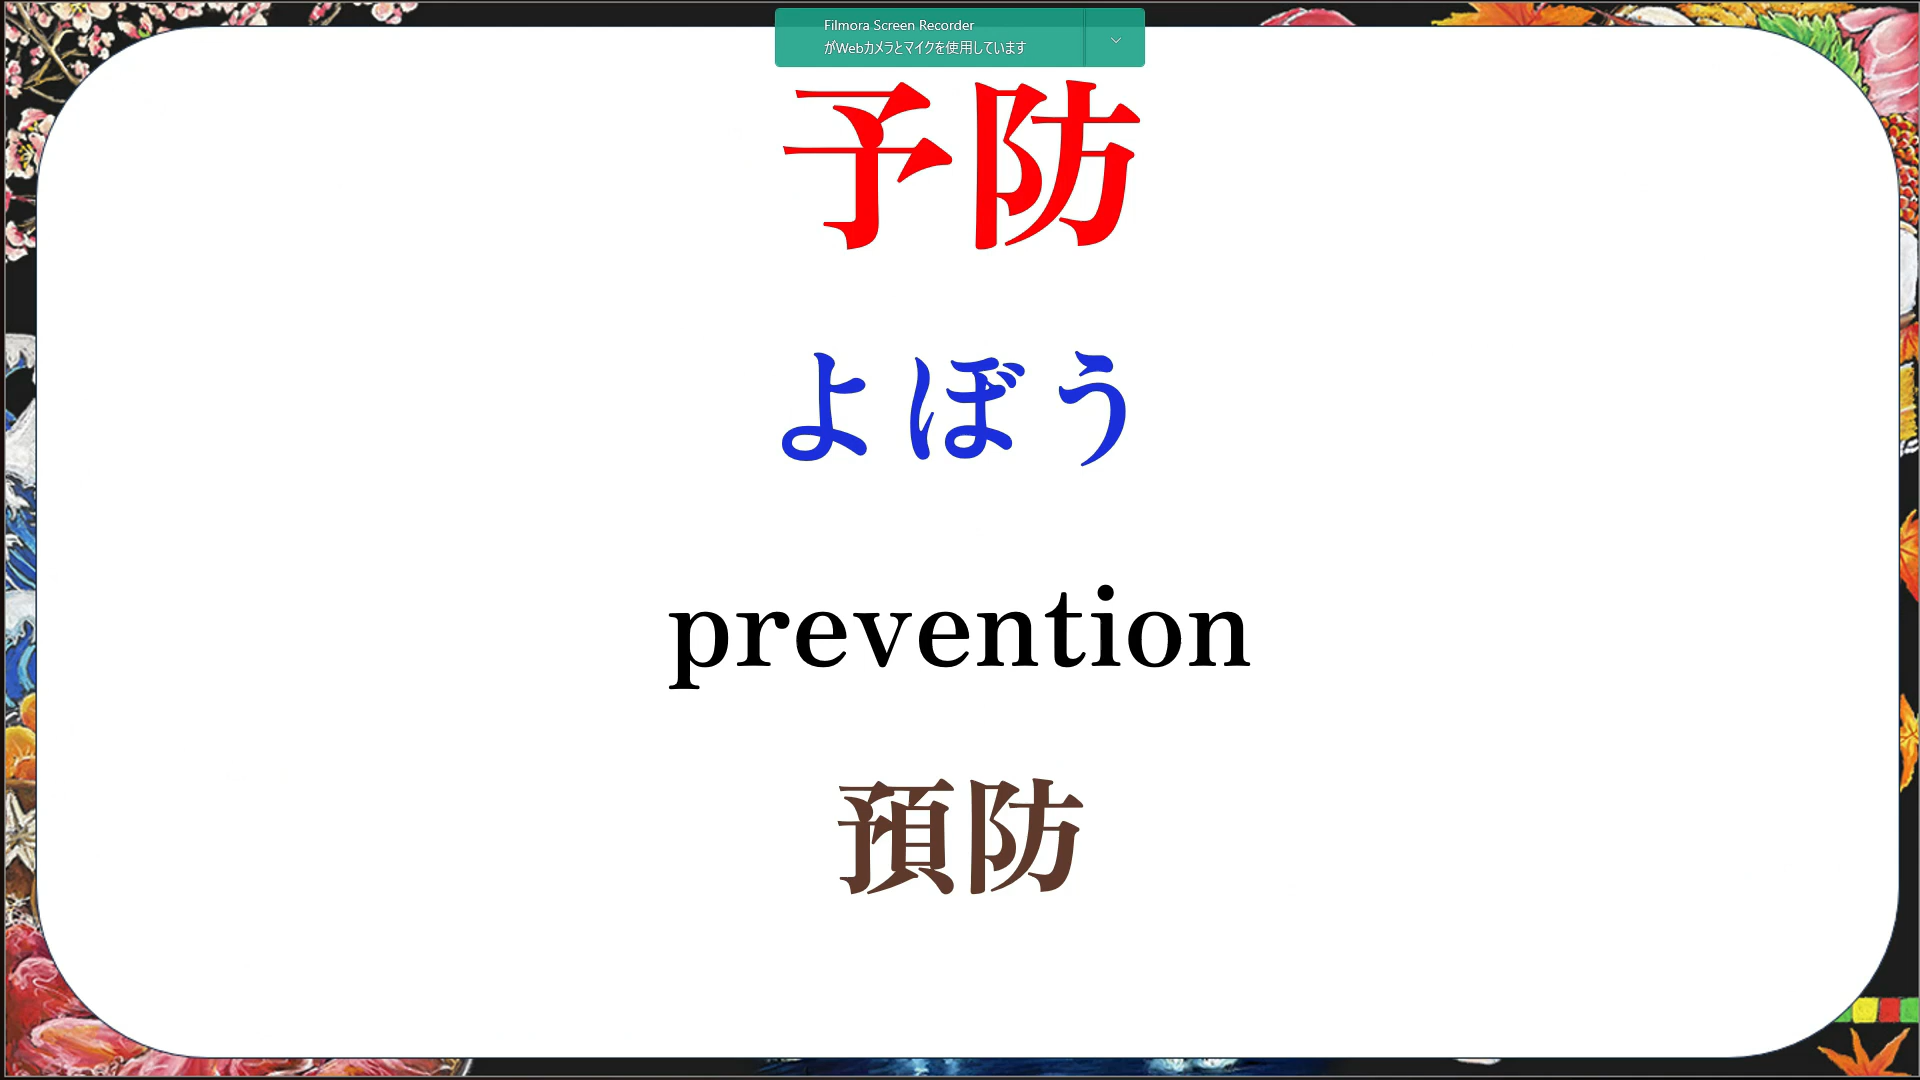 Filmora Screen Recorder
がWebカメラとマイクを使用しています
予防
よぼう
prevention
預防